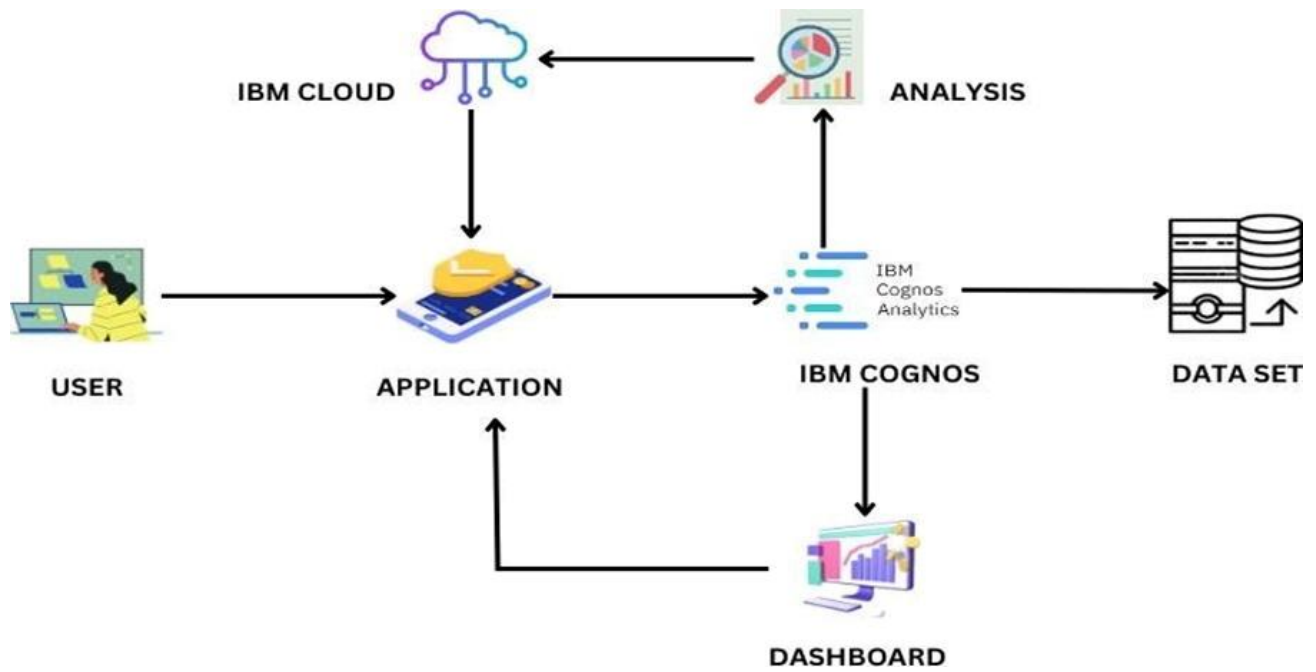 IBM CLOUD
ANALYSIS
IBM
Cognos
Analytics
USER
APPLICATION
IBM COGNOS
DATA SET
DASHBOARD